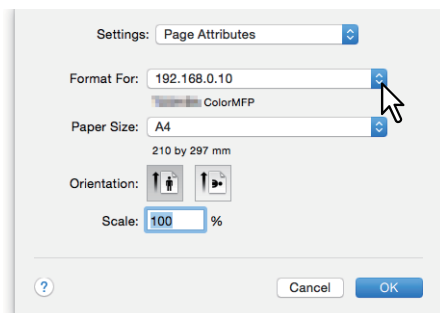 Settings: Page Attributes
Format For: 192.168.0.10
ColorMFP
Paper Size: A4
210 by 297 mm
Orientation:
Scale: 100 %
? Cancel OK